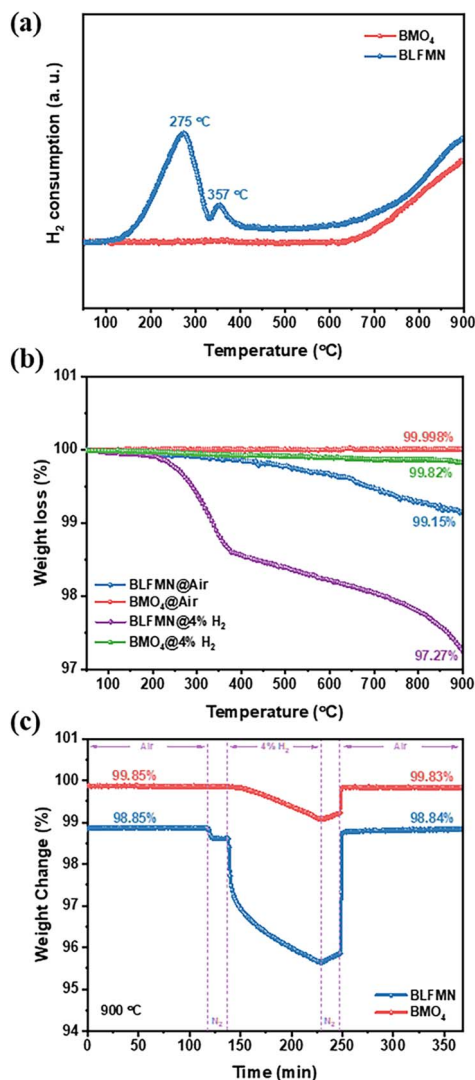 (a)
BMO₄
BLFMN
275 °C
357 °C
H₂ consumption (a. u.)
50 100 200 300 400 500 600 700 800 900
Temperature (°C)
(b)
101
100
99
98
97
99.998%
99.82%
99.15%
97.27%
Weight loss (%)
BLFMN@Air
BMO₄@Air
BLFMN@4% H₂
BMO₄@4% H₂
50 100 200 300 400 500 600 700 800 900
Temperature (°C)
(c)
101
100
99
98
97
96
95
94
Air 4% H₂ Air
99.85% 99.83%
98.85% 98.84%
Weight Change (%)
900 °C
N₂ N₂
BLFMN
BMO₄
0 50 100 150 200 250 300 350
Time (min)